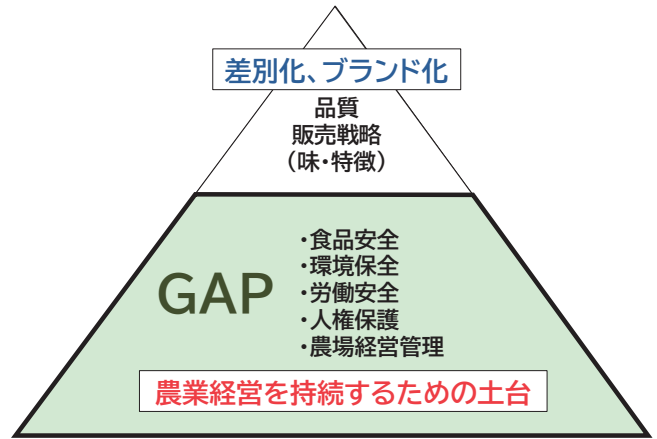 差別化、ブランド化
品質
販売戦略
（味・特徴）
GAP
・食品安全
・環境保全
・労働安全
・人権保護
・農場経営管理
農業経営を持続するための土台